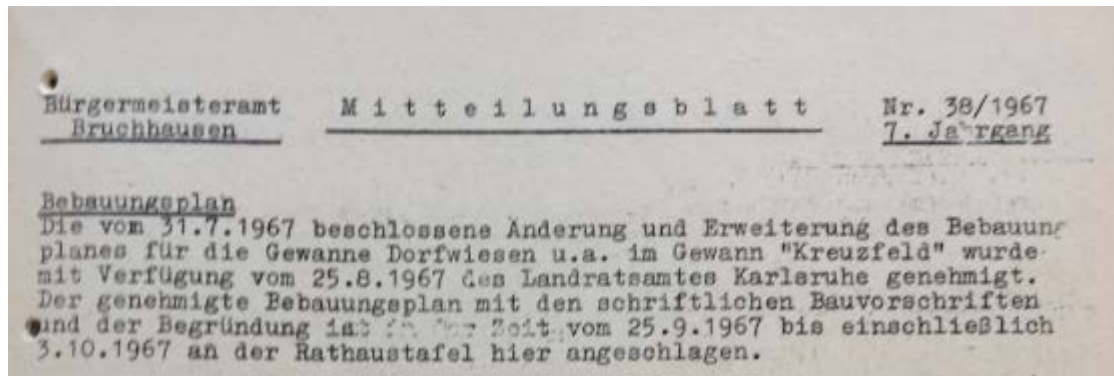 Bürgermeisteramt M i t t e i l u n g s b l a t t Nr. 38/1967
Bruchhausen 7. Jahrgang
Bebauungsplan
Die vom 31.7.1967 beschlossene Änderung und Erweiterung des Bebauung
planes für die Gewanne Dorfwiesen u.a. im Gewann "Kreuzfeld" wurde
mit Verfügung vom 25.8.1967 des Landratsamtes Karlsruhe genehmigt.
Der genehmigte Bebauungsplan mit den schriftlichen Bauvorschriften
und der Begründung ist in der Zeit vom 25.9.1967 bis einschließlich
3.10.1967 an der Rathaustafel hier angeschlagen.